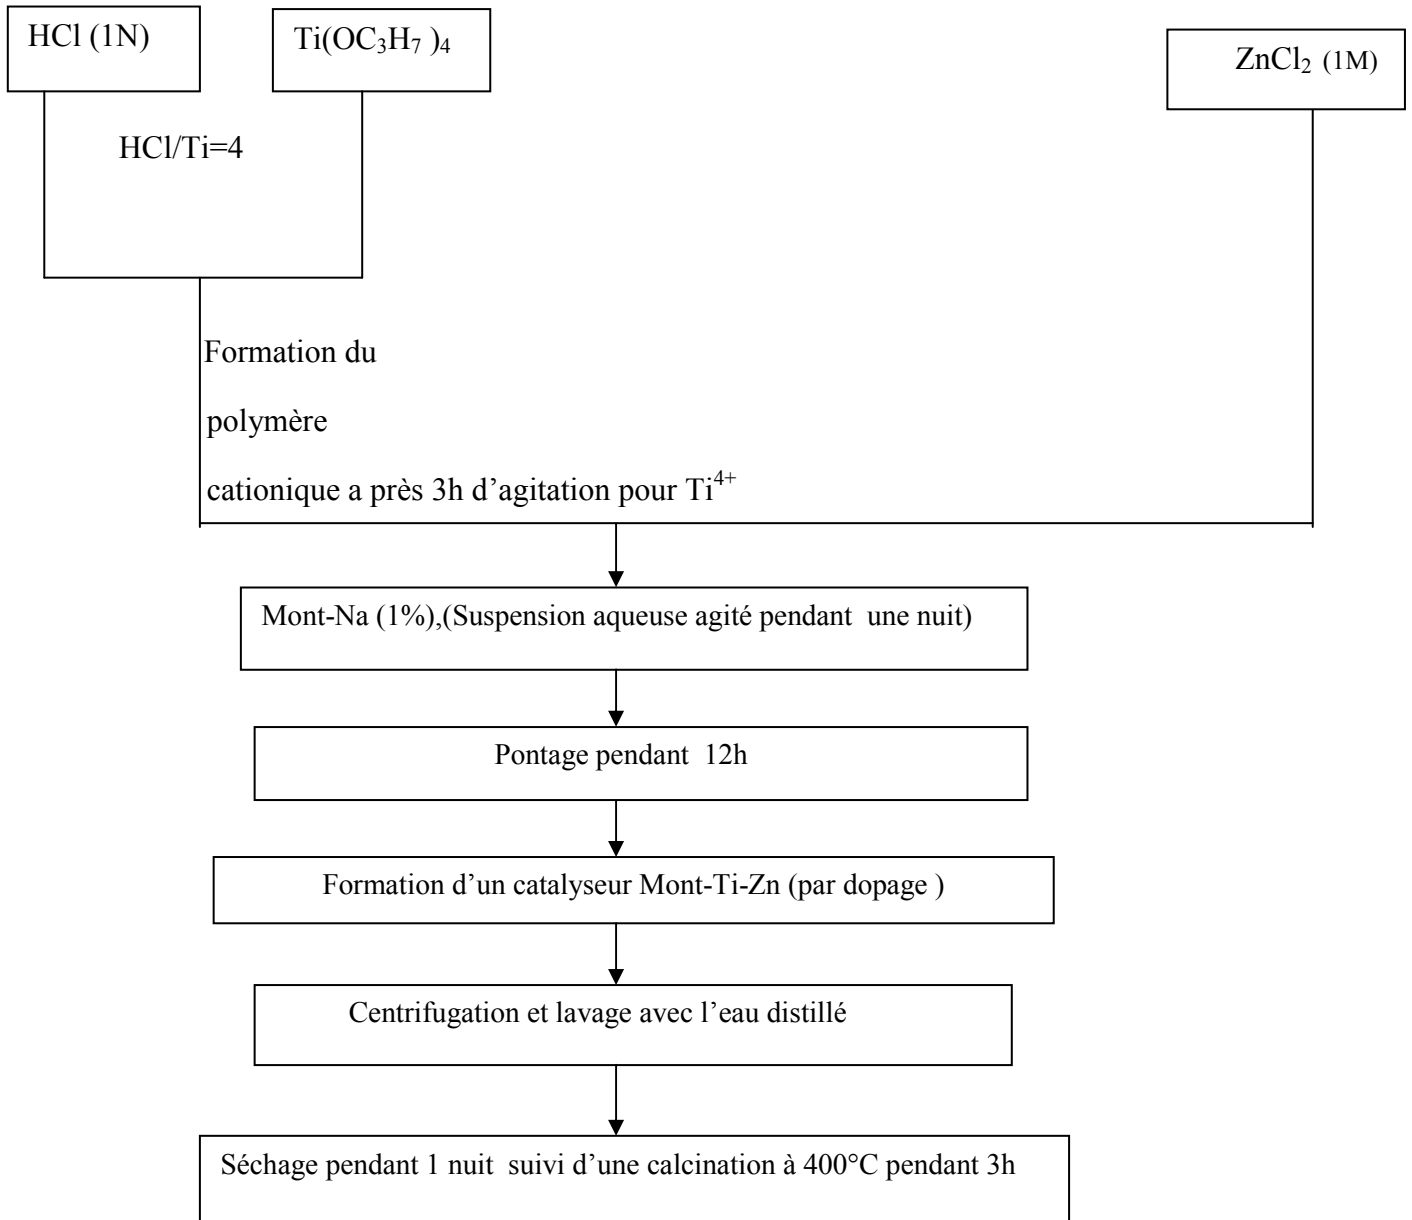 HCl (1N)
Ti(OC₃H₇ )₄
ZnCl₂ (1M)
HCl/Ti=4
Formation du
polymère
cationique a près 3h d’agitation pour Ti⁴⁺
Mont-Na (1%),(Suspension aqueuse agité pendant une nuit)
Pontage pendant 12h
Formation d’un catalyseur Mont-Ti-Zn (par dopage )
Centrifugation et lavage avec l’eau distillé
Séchage pendant 1 nuit suivi d’une calcination à 400°C pendant 3h